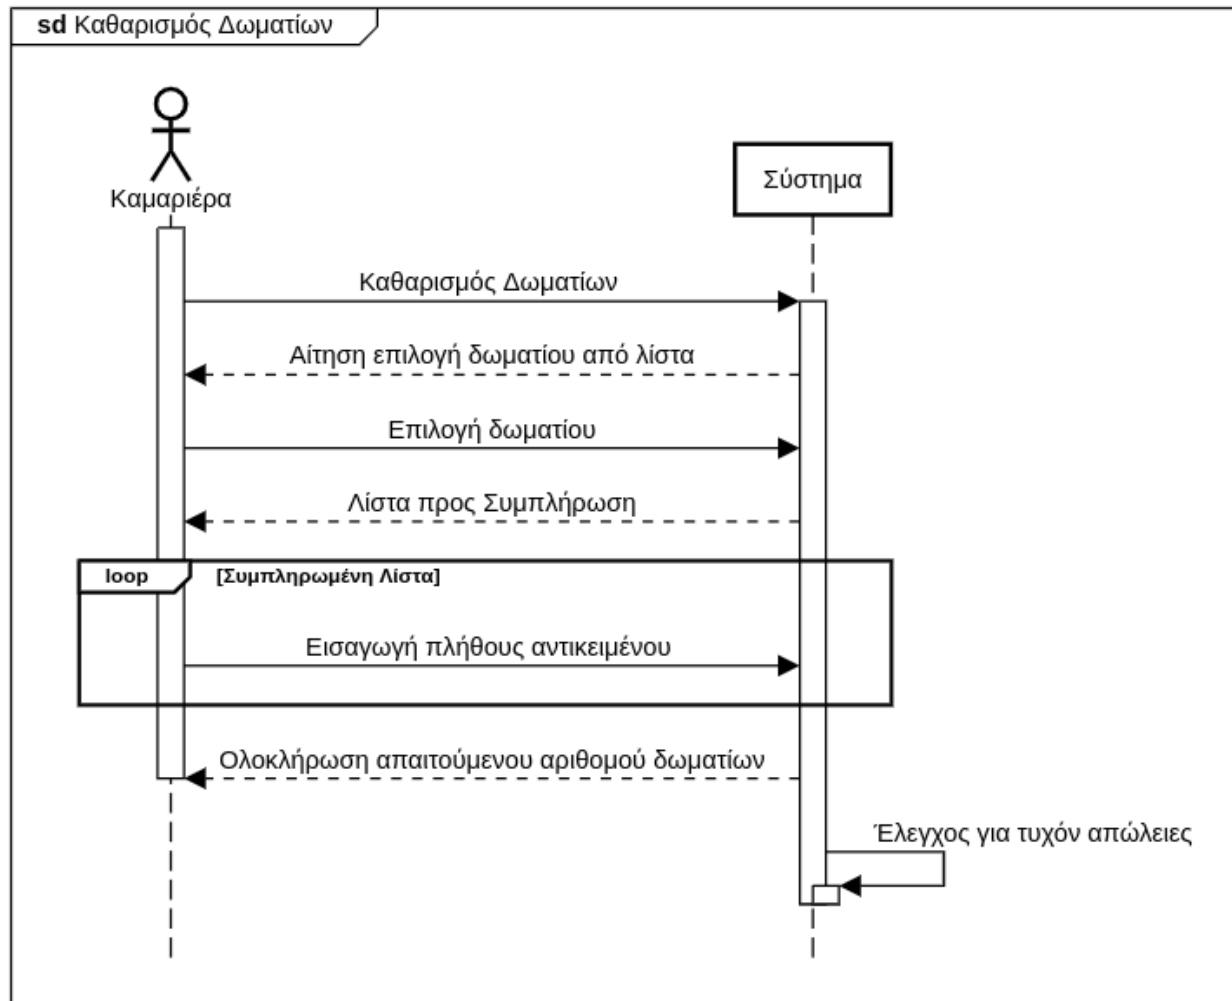 sd Καθαρισμός Δωματίων
Καμαριέρα
Σύστημα
Καθαρισμός Δωματίων
Αίτηση επιλογή δωματίου από λίστα
Επιλογή δωματίου
Λίστα προς Συμπλήρωση
loop [Συμπληρωμένη Λίστα]
Εισαγωγή πλήθους αντικειμένου
Ολοκλήρωση απαιτούμενου αριθομού δωματίων
Έλεγχος για τυχόν απώλειες